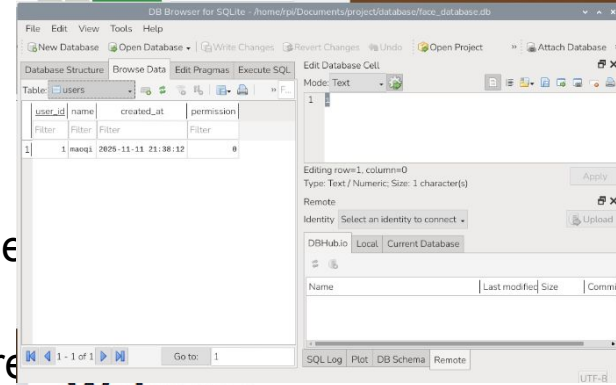 DB Browser for SQLite - /home/rpi/Documents/project/database/face_database.db
File Edit View Tools Help
New Database Open Database Write Changes Revert Changes Undo Open Project » Attach Database
Database Structure Browse Data Edit Pragmas Execute SQL
Table: users » F...
user_id name created_at permission
Filter Filter Filter Filter
1 1 maoqi 2025-11-11 21:38:12 0
1 - 1 of 1 Go to: 1
Edit Database Cell
Mode: Text
1 1
Editing row=1, column=0
Type: Text / Numeric; Size: 1 character(s)
Apply
Remote
Identity Select an identity to connect Upload
DBHub.io Local Current Database
Name Last modified Size Commi
SQL Log Plot DB Schema Remote
UTF-8
e
re